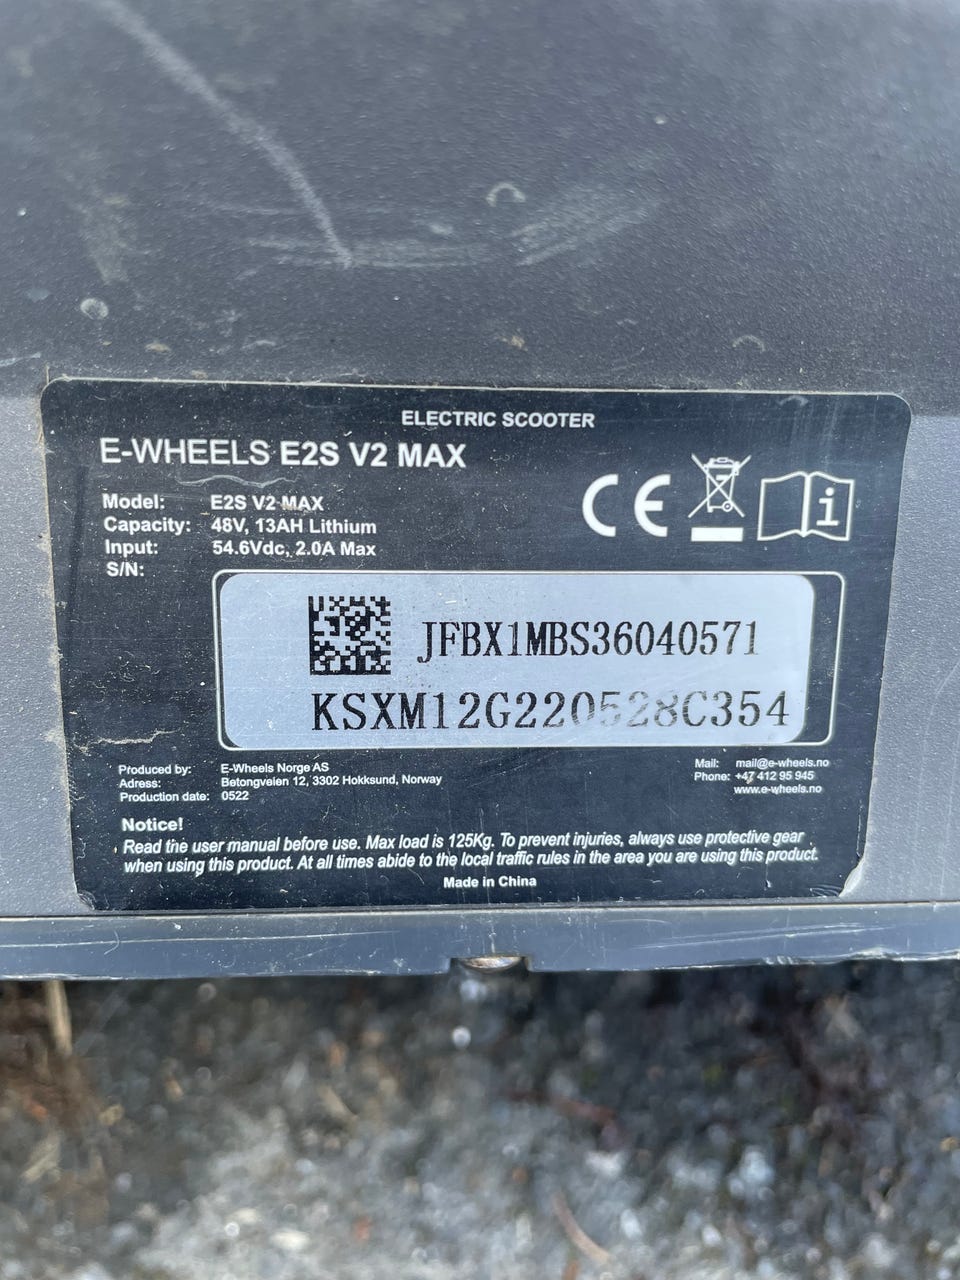 ELECTRIC SCOOTER
E-WHEELS E2S V2 MAX
Model: E2S V2 MAX
Capacity: 48V, 13AH Lithium
Input: 54.6Vdc, 2.0A Max
S/N:
CE
i
JFBX1MBS36040571
KSXM12G220528C354
Produced by: E-Wheels Norge AS
Adress: Betongveien 12, 3302 Hokksund, Norway
Production date: 0522
Mail: mail@e-wheels.no
Phone: +47 412 95 945
www.e-wheels.no
Notice!
Read the user manual before use. Max load is 125Kg. To prevent injuries, always use protective gear
when using this product. At all times abide to the local traffic rules in the area you are using this product.
Made in China